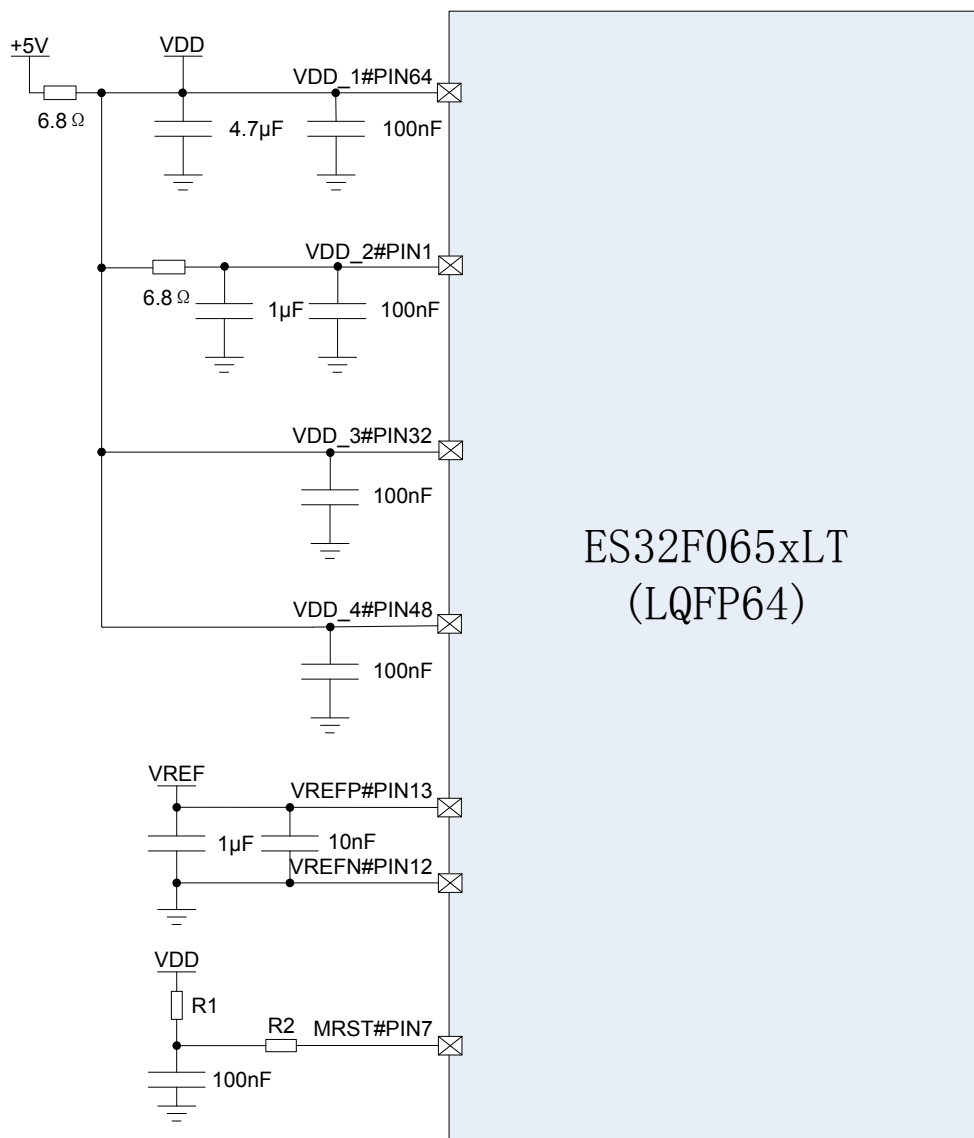 +5V
VDD
VDD_1#PIN64
6.8Ω
4.7µF
100nF
VDD_2#PIN1
6.8Ω
1µF
100nF
VDD_3#PIN32
100nF
ES32F065xLT
(LQFP64)
VDD_4#PIN48
100nF
VREF
VREFP#PIN13
1µF
10nF
VREFN#PIN12
VDD
R1
R2
MRST#PIN7
100nF